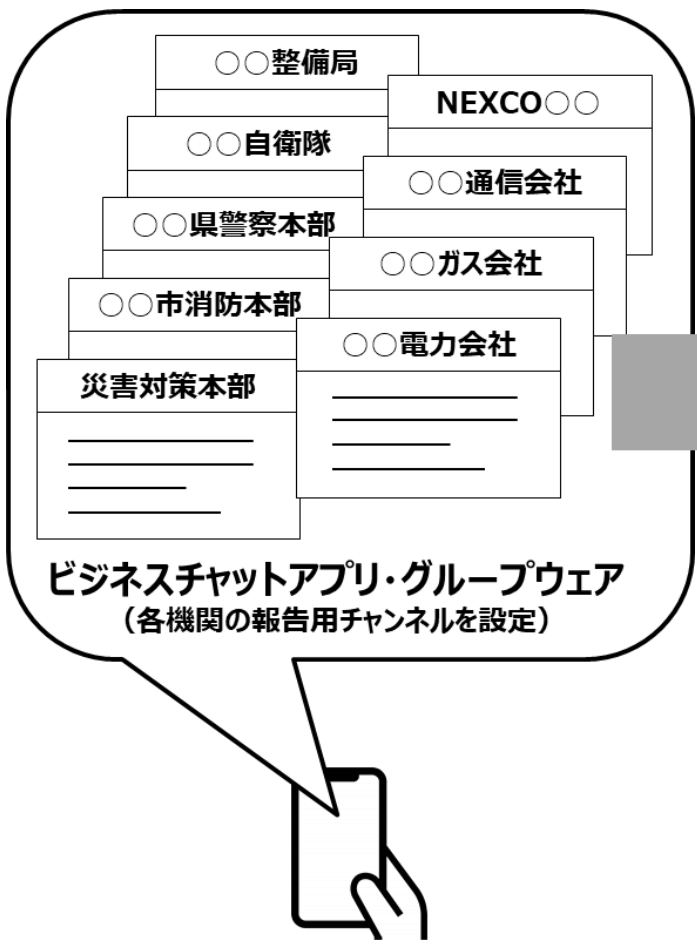 ○○整備局
NEXCO○○
○○自衛隊
○○通信会社
○○県警察本部
○○ガス会社
○○市消防本部
○○電力会社
災害対策本部
ビジネスチャットアプリ・グループウェア
（各機関の報告用チャンネルを設定）